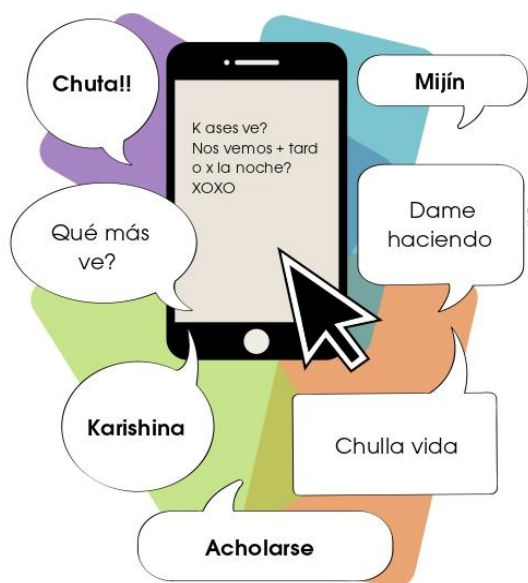 Chuta!!
Mijín
K ases ve?
Nos vemos + tard
o x la noche?
XOXO
Qué más
ve?
Dame
haciendo
Karishina
Chulla vida
Acholarse